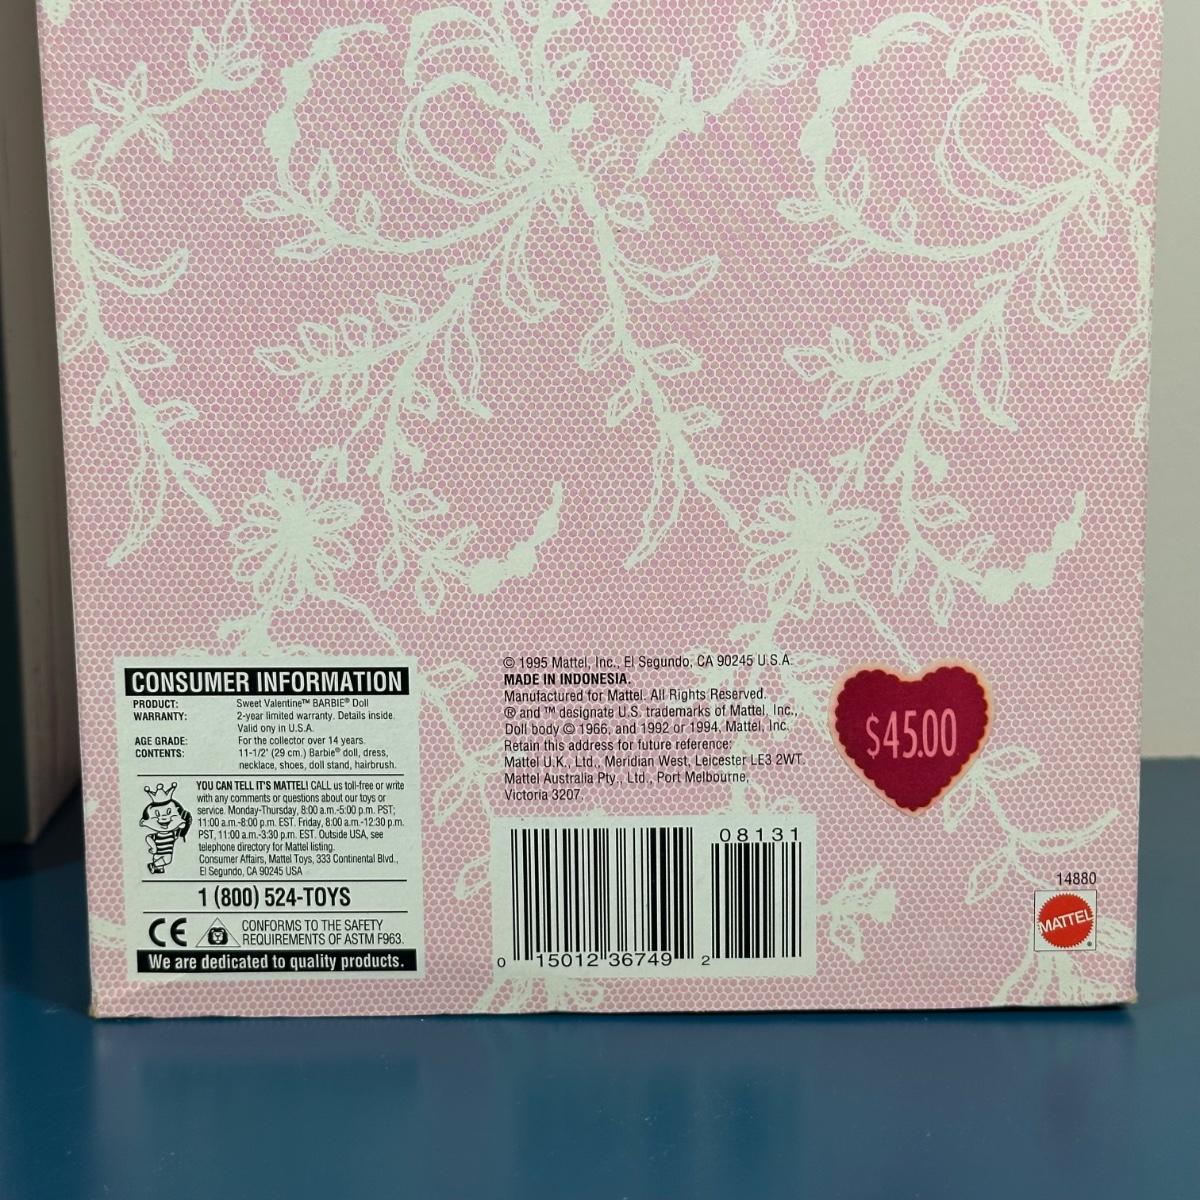 CONSUMER INFORMATION
PRODUCT: Sweet Valentine™ BARBIE® Doll
WARRANTY: 2-year limited warranty. Details inside.
Valid ony in U.S.A.
AGE GRADE: For the collector over 14 years.
CONTENTS: 11-1/2" (29 cm.) Barbie® doll, dress,
necklace, shoes, doll stand, hairbrush.
YOU CAN TELL IT'S MATTEL! CALL us toll-free or write
with any comments or questions about our toys or
service. Monday-Thursday, 8:00 a.m.-5:00 p.m. PST;
11:00 a.m.-8:00 p.m. EST. Friday, 8:00 a.m.-12:30 p.m.
PST, 11:00 a.m.-3:30 p.m. EST. Outside USA, see
telephone directory for Mattel listing.
Consumer Affairs, Mattel Toys, 333 Continental Blvd.,
El Segundo, CA 90245 USA
1 (800) 524-TOYS
CE
CONFORMS TO THE SAFETY
REQUIREMENTS OF ASTM F963.
We are dedicated to quality products.
© 1995 Mattel, Inc., El Segundo, CA 90245 U.S.A.
MADE IN INDONESIA.
Manufactured for Mattel. All Rights Reserved.
® and ™ designate U.S. trademarks of Mattel, Inc.,
Doll body © 1966, and 1992 or 1994, Mattel, Inc.
Retain this address for future reference:
Mattel U.K., Ltd., Meridian West, Leicester LE3 2WT.
Mattel Australia Pty., Ltd., Port Melbourne,
Victoria 3207.
$45.00
08131
0 15012 36749 2
14880
MATTEL®